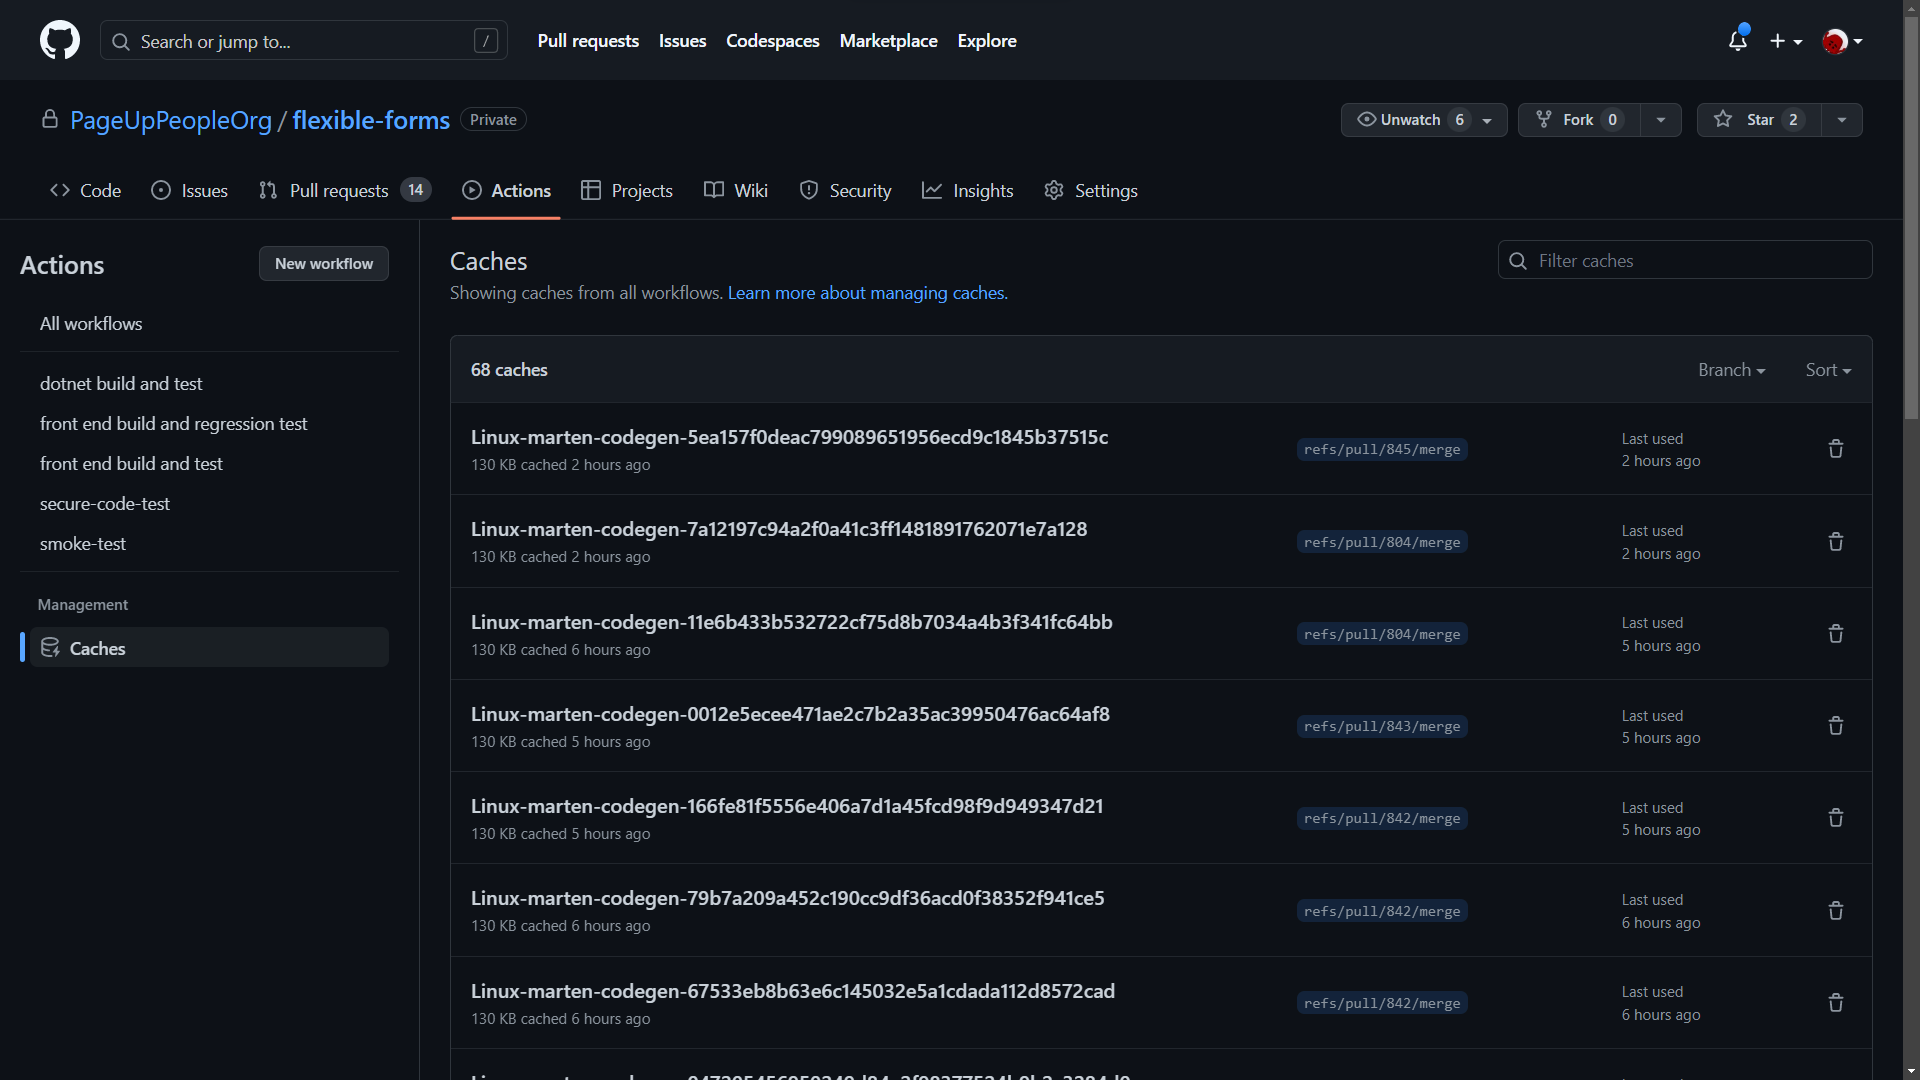 Search or jump to... /
Pull requests Issues Codespaces Marketplace Explore
PageUpPeopleOrg / flexible-forms Private
Unwatch 6 Fork 0 Star 2
Code Issues Pull requests 14 Actions Projects Wiki Security Insights Settings
Actions New workflow
All workflows
dotnet build and test
front end build and regression test
front end build and test
secure-code-test
smoke-test
Management
Caches
Caches
Filter caches
Showing caches from all workflows. Learn more about managing caches.
68 caches Branch Sort
Linux-marten-codegen-5ea157f0deac799089651956ecd9c1845b37515c
130 KB cached 2 hours ago
refs/pull/845/merge
Last used
2 hours ago
Linux-marten-codegen-7a12197c94a2f0a41c3ff1481891762071e7a128
130 KB cached 2 hours ago
refs/pull/804/merge
Last used
2 hours ago
Linux-marten-codegen-11e6b433b532722cf75d8b7034a4b3f341fc64bb
130 KB cached 6 hours ago
refs/pull/804/merge
Last used
5 hours ago
Linux-marten-codegen-0012e5ecee471ae2c7b2a35ac39950476ac64af8
130 KB cached 5 hours ago
refs/pull/843/merge
Last used
5 hours ago
Linux-marten-codegen-166fe81f5556e406a7d1a45fcd98f9d949347d21
130 KB cached 5 hours ago
refs/pull/842/merge
Last used
5 hours ago
Linux-marten-codegen-79b7a209a452c190cc9df36acd0f38352f941ce5
130 KB cached 6 hours ago
refs/pull/842/merge
Last used
6 hours ago
Linux-marten-codegen-67533eb8b63e6c145032e5a1cdada112d8572cad
130 KB cached 6 hours ago
refs/pull/842/merge
Last used
6 hours ago